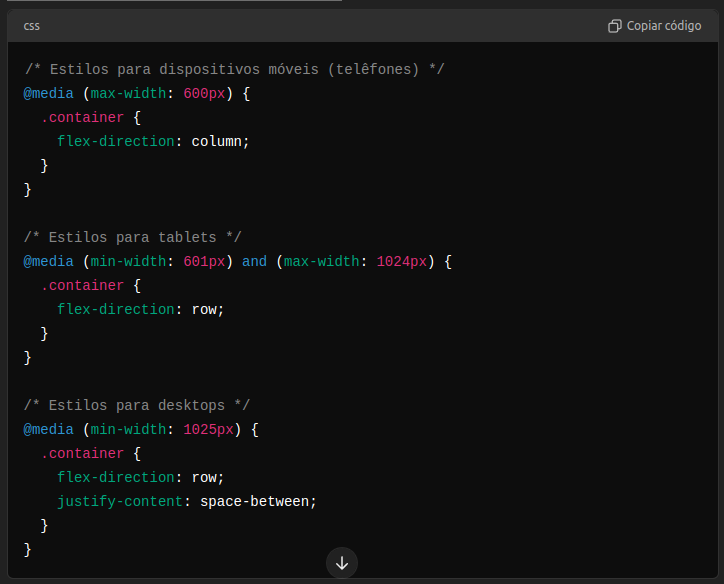 css
Copiar código
/* Estilos para dispositivos móveis (telêfones) */
@media (max-width: 600px) {
  .container {
    flex-direction: column;
  }
}

/* Estilos para tablets */
@media (min-width: 601px) and (max-width: 1024px) {
  .container {
    flex-direction: row;
  }
}

/* Estilos para desktops */
@media (min-width: 1025px) {
  .container {
    flex-direction: row;
    justify-content: space-between;
  }
}